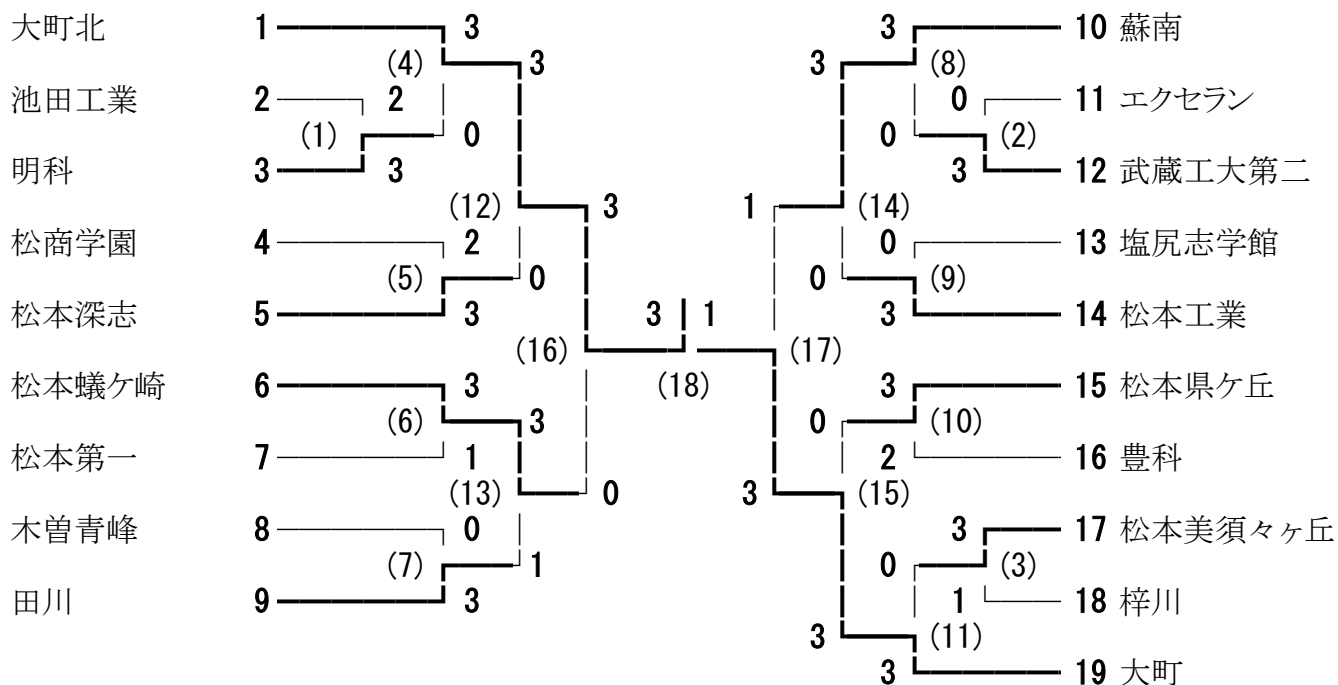 大町北 1 3 3 10 蘇南
(4) 3 3 (8)
池田工業 2 2 0 11 エクセラン
(1) 0 0 (2)
明科 3 3 3 12 武蔵工大第二
(12) 3 1 (14)
松商学園 4 2 0 13 塩尻志学館
(5) 0 0 (9)
松本深志 5 3 3 1 3 14 松本工業
(16) (17)
松本蟻ケ崎 6 3 (18) 3 15 松本県ケ丘
(6) 3 0 (10)
松本第一 7 1 2 16 豊科
(13) 0 3 (15)
木曽青峰 8 0 3 17 松本美須々ヶ丘
(7) 1 0 (3)
田川 9 3 1 18 梓川
3 (11)
3 19 大町